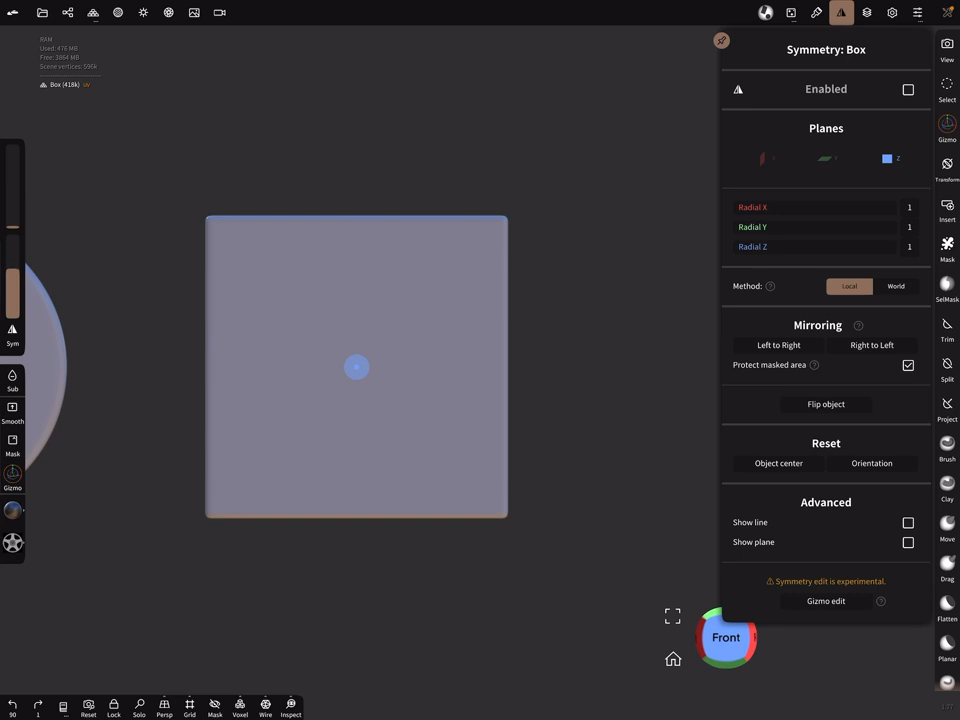 RAM
Used: 476 MB
Free: 3864 MB
Scene vertices: 596k
Box (418k) UV
Sym
Sub
Smooth
Mask
Gizmo
Symmetry: Box
Enabled
Planes
Z
Radial X 1
Radial Y 1
Radial Z 1
Method: ? Local World
Mirroring ?
Left to Right Right to Left
Protect masked area ?
Flip object
Reset
Object center Orientation
Advanced
Show line
Show plane
⚠ Symmetry edit is experimental.
Gizmo edit ?
Front
View
Select
Gizmo
Transform
Insert
Mask
SelMask
Trim
Split
Project
Brush
Clay
Move
Drag
Flatten
Planar
90
1
...
Reset
Lock
Solo
Persp
Grid
Mask
Voxel
Wire
Inspect